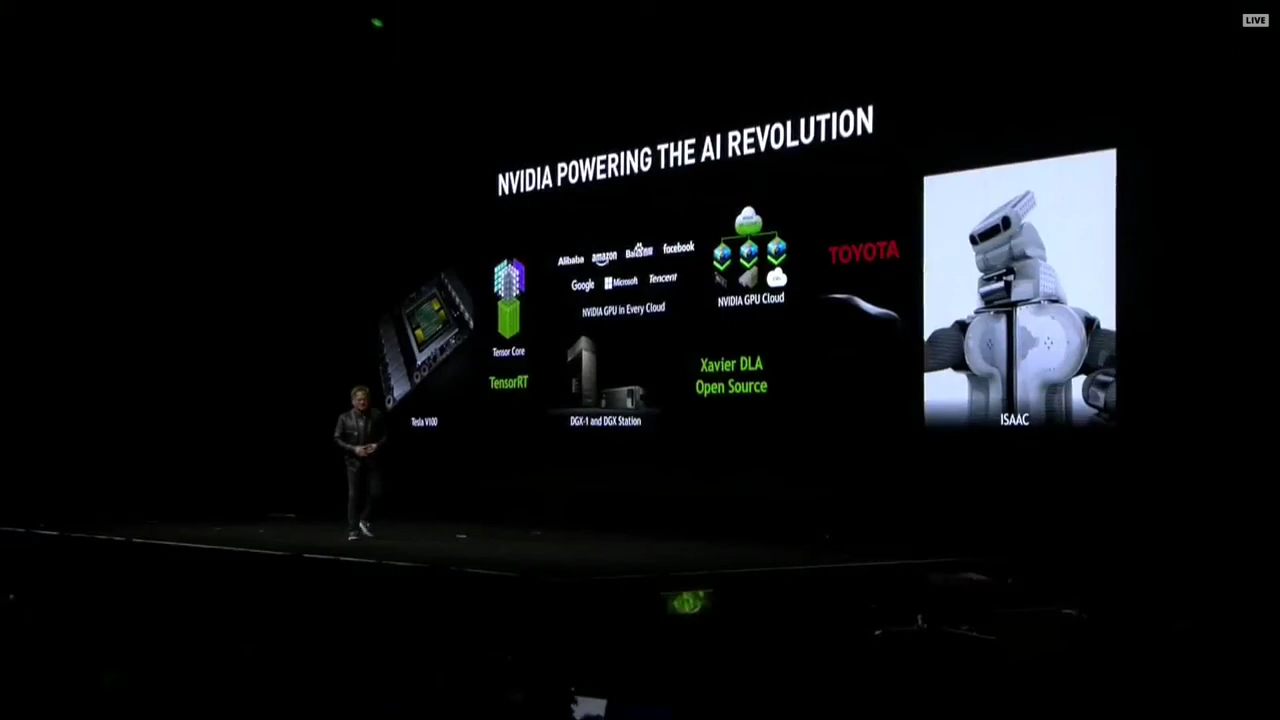 LIVE
NVIDIA POWERING THE AI REVOLUTION
Alibaba amazon Baidu facebook
Google Microsoft Tencent
NVIDIA GPU in Every Cloud
NVIDIA GPU Cloud
TOYOTA
Tensor Core
TensorRT
Xavier DLA
Open Source
Tesla V100
DGX-1 and DGX Station
ISAAC